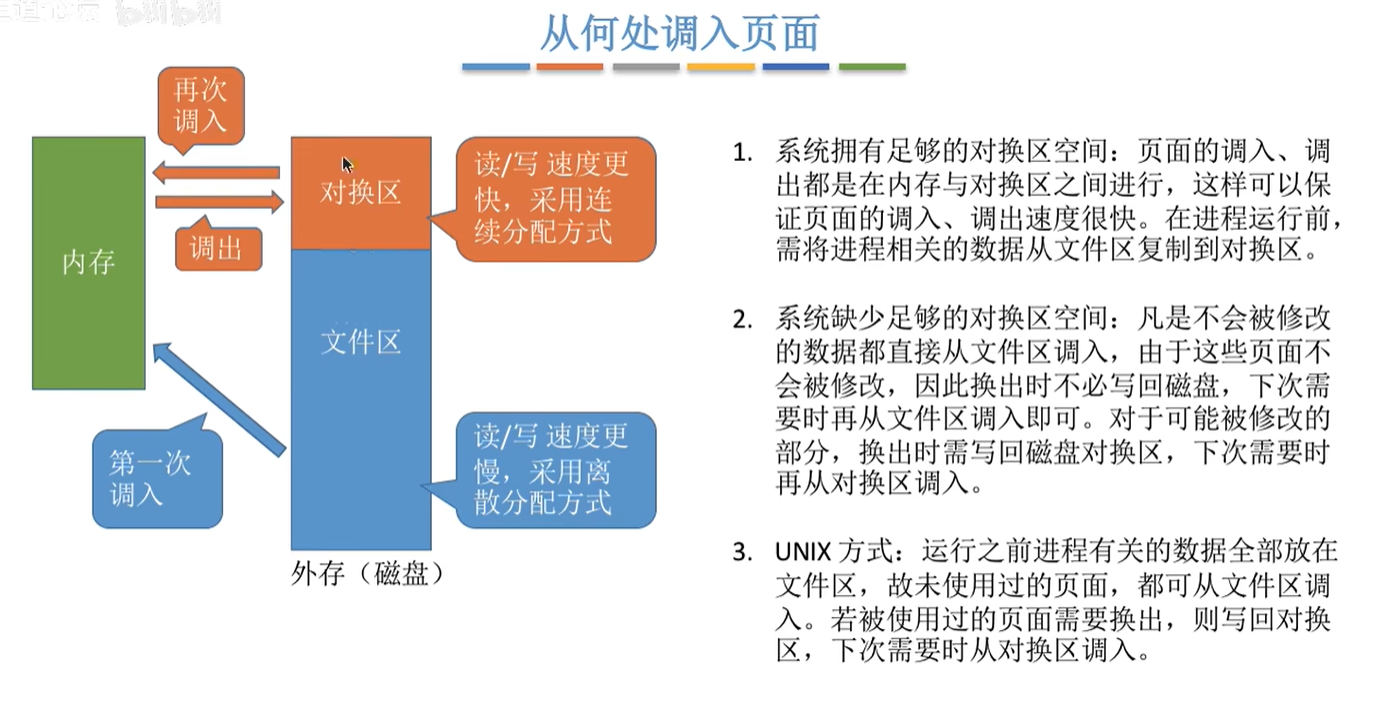 从何处调入页面
再次
调入
内存
调出
对换区
读/写 速度更
快，采用连
续分配方式
文件区
第一次
调入
读/写 速度更
慢，采用离
散分配方式
外存（磁盘）
1. 系统拥有足够的对换区空间：页面的调入、调
出都是在内存与对换区之间进行，这样可以保
证页面的调入、调出速度很快。在进程运行前，
需将进程相关的数据从文件区复制到对换区。
2. 系统缺少足够的对换区空间：凡是不会被修改
的数据都直接从文件区调入，由于这些页面不
会被修改，因此换出时不必写回磁盘，下次需
要时再从文件区调入即可。对于可能被修改的
部分，换出时需写回磁盘对换区，下次需要时
再从对换区调入。
3. UNIX 方式：运行之前进程有关的数据全部放在
文件区，故未使用过的页面，都可从文件区调
入。若被使用过的页面需要换出，则写回对换
区，下次需要时从对换区调入。